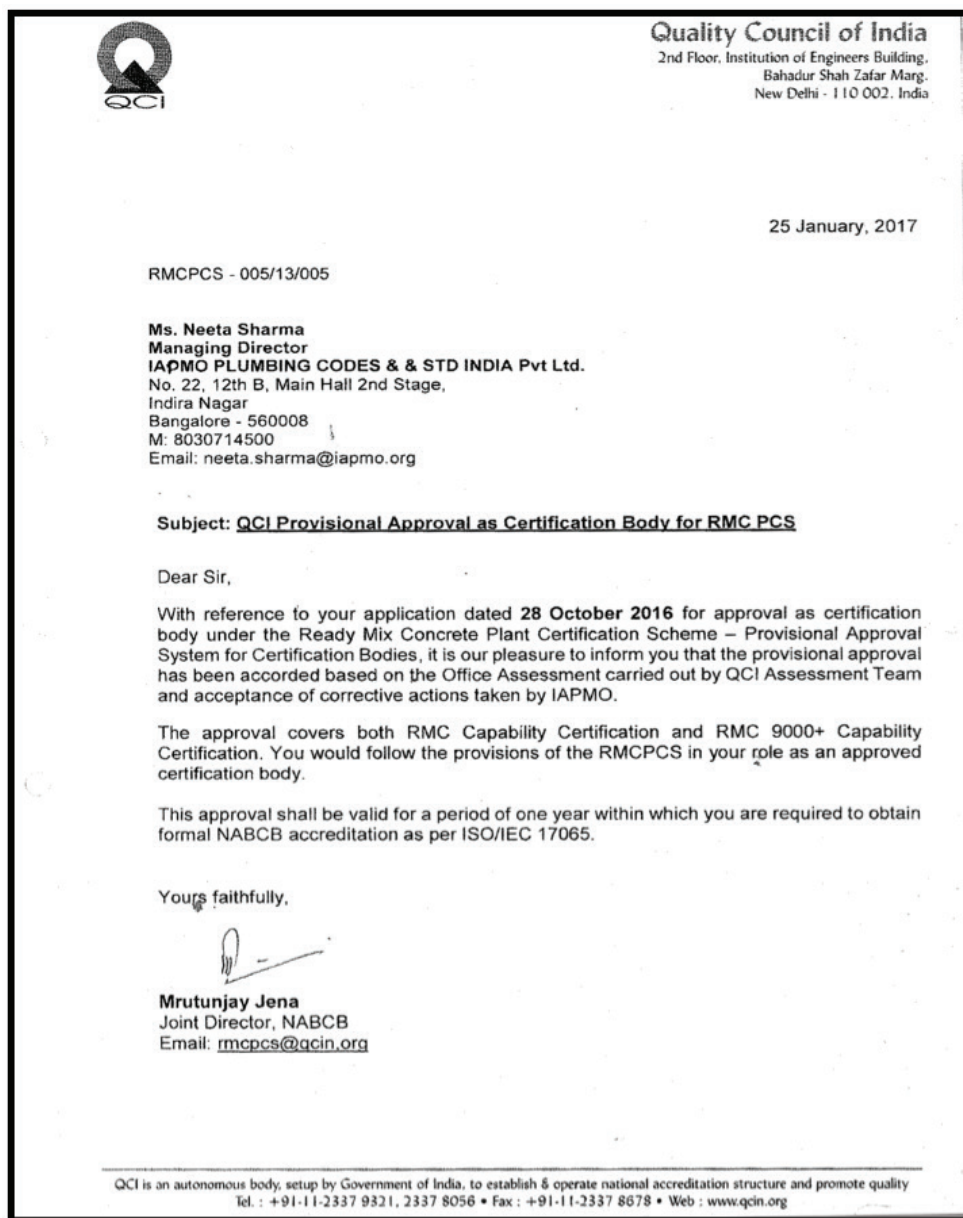 QCI
Quality Council of India
2nd Floor, Institution of Engineers Building,
Bahadur Shah Zafar Marg.
New Delhi - 110 002. India
25 January, 2017
RMCPCS - 005/13/005
Ms. Neeta Sharma
Managing Director
IAPMO PLUMBING CODES & & STD INDIA Pvt Ltd.
No. 22, 12th B, Main Hall 2nd Stage,
Indira Nagar
Bangalore - 560008
M: 8030714500
Email: neeta.sharma@iapmo.org
Subject: QCI Provisional Approval as Certification Body for RMC PCS
Dear Sir,
With reference to your application dated 28 October 2016 for approval as certification
body under the Ready Mix Concrete Plant Certification Scheme – Provisional Approval
System for Certification Bodies, it is our pleasure to inform you that the provisional approval
has been accorded based on the Office Assessment carried out by QCI Assessment Team
and acceptance of corrective actions taken by IAPMO.
The approval covers both RMC Capability Certification and RMC 9000+ Capability
Certification. You would follow the provisions of the RMCPCS in your role as an approved
certification body.
This approval shall be valid for a period of one year within which you are required to obtain
formal NABCB accreditation as per ISO/IEC 17065.
Yours faithfully,
Mrutunjay Jena
Joint Director, NABCB
Email: rmcpcs@qcin.org
QCI is an autonomous body, setup by Government of India, to establish & operate national accreditation structure and promote quality
Tel. : +91-11-2337 9321, 2337 8056 • Fax : +91-11-2337 8678 • Web : www.qcin.org